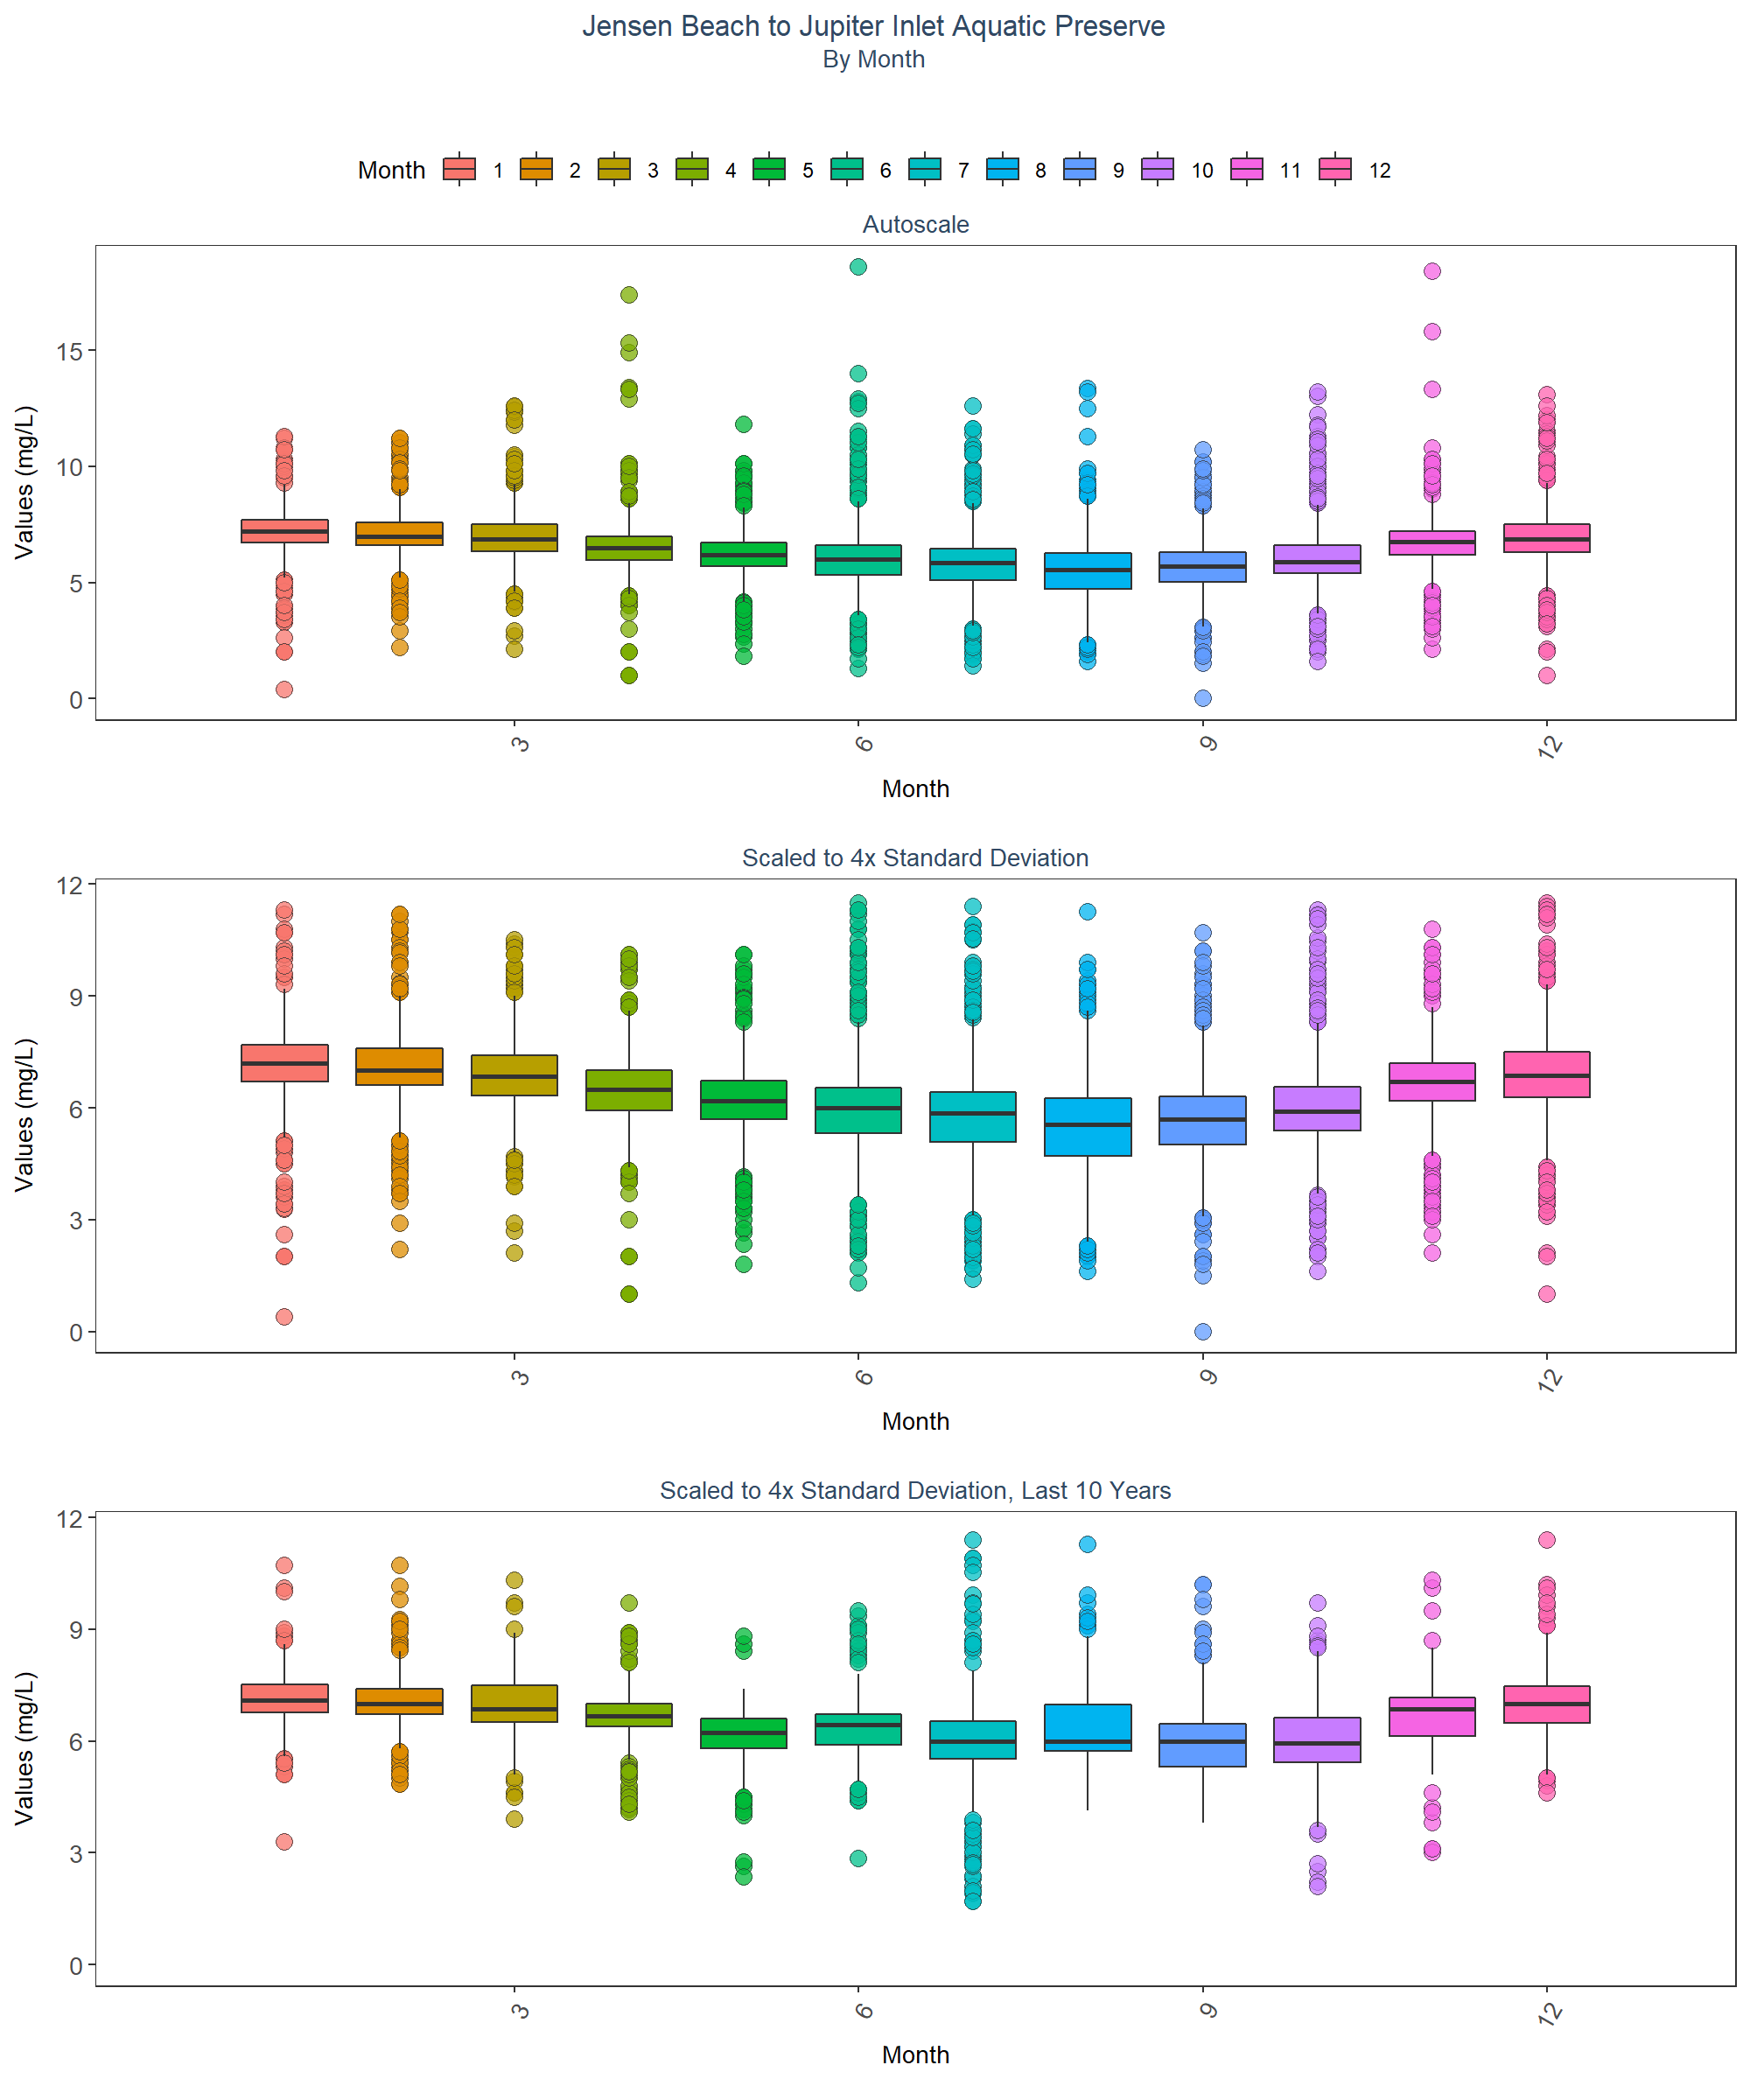 Jensen Beach to Jupiter Inlet Aquatic Preserve
By Month
Month 1 2 3 4 5 6 7 8 9 10 11 12
Autoscale
Values (mg/L)
15
10
5
0
3 6 9 12
Month
Scaled to 4x Standard Deviation
Values (mg/L)
12
9
6
3
0
3 6 9 12
Month
Scaled to 4x Standard Deviation, Last 10 Years
Values (mg/L)
12
9
6
3
0
3 6 9 12
Month